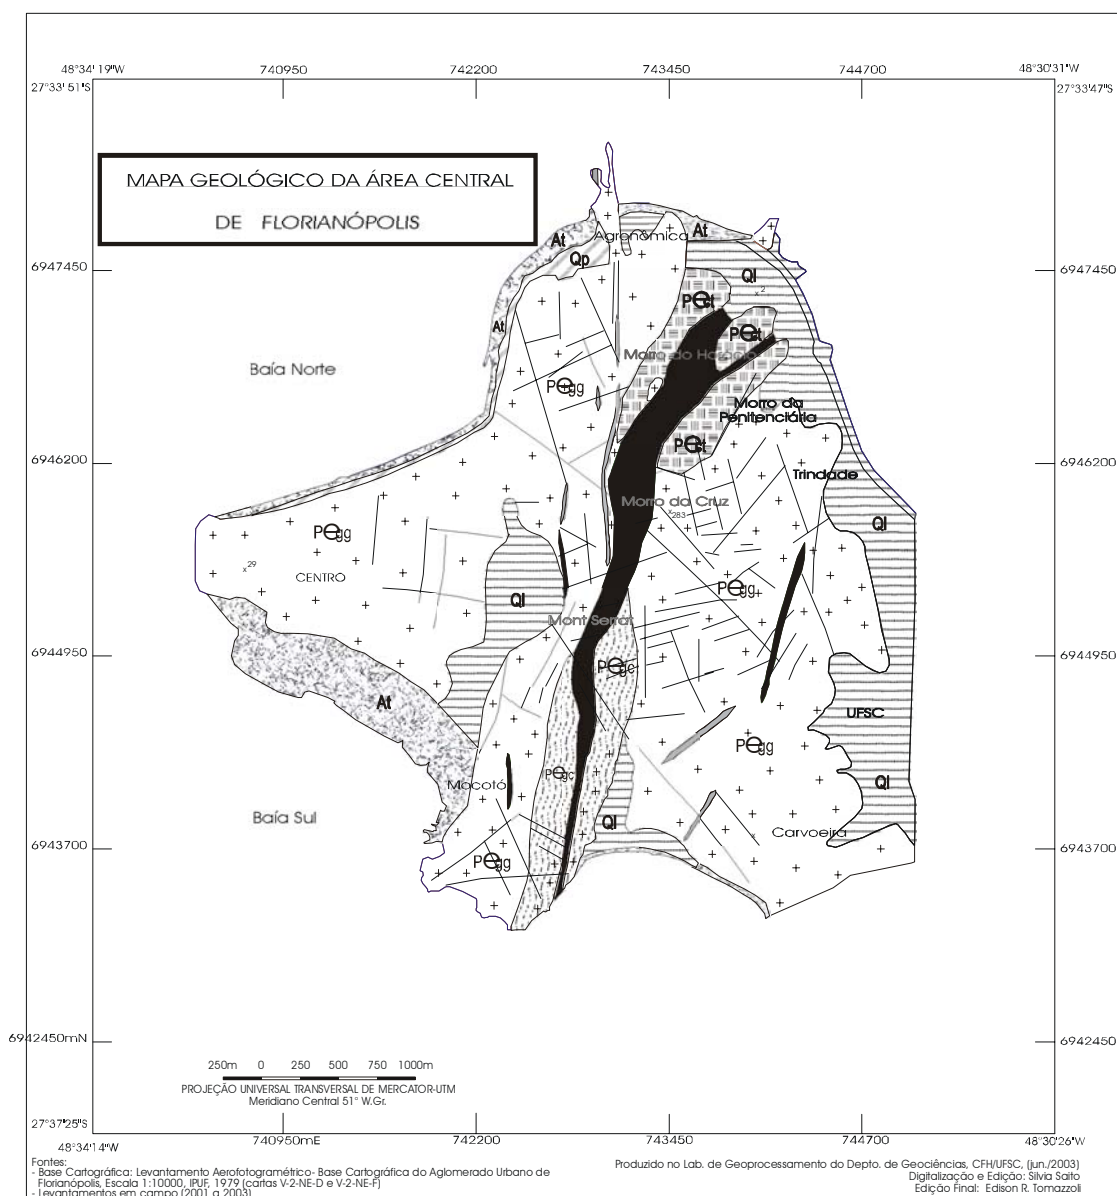 48°34'19"W 740950 742200 743450 744700 48°30'31"W
27°33'51"S 27°33'47"S
MAPA GEOLÓGICO DA ÁREA CENTRAL
DE FLORIANÓPOLIS
Agronômica
At At
Qp
6947450 6947450
Ql
x 2
At
Morro do Horácio
Baía Norte
Morro da
Penitenciária
6946200 6946200
Trindade
Morro da Cruz
x283
Ql
x 29
CENTRO
Ql
Mont Serrat
6944950 6944950
At
UFSC
Mocotó
Ql
Baía Sul
Ql
Carvoeira
6943700 6943700
6942450mN 6942450
250m 0 250 500 750 1000m
PROJEÇÃO UNIVERSAL TRANSVERSAL DE MERCATOR-UTM
Meridiano Central 51° W.Gr.
27°37'25"S
48°34'14"W 740950mE 742200 743450 744700 48°30'26"W
Fontes:
- Base Cartográfica: Levantamento Aerofotogramétrico- Base Cartográfica do Aglomerado Urbano de
Florianópolis, Escala 1:10000, IPUF, 1979 (cartas V-2-NE-D e V-2-NE-F)
- Levantamentos em campo (2001 a 2003)
Produzido no Lab. de Geoprocessamento do Depto. de Geociências, CFH/UFSC, (jun./2003)
Digitalização e Edição: Silvia Saito
Edição Final: Edison R. Tomazzoli